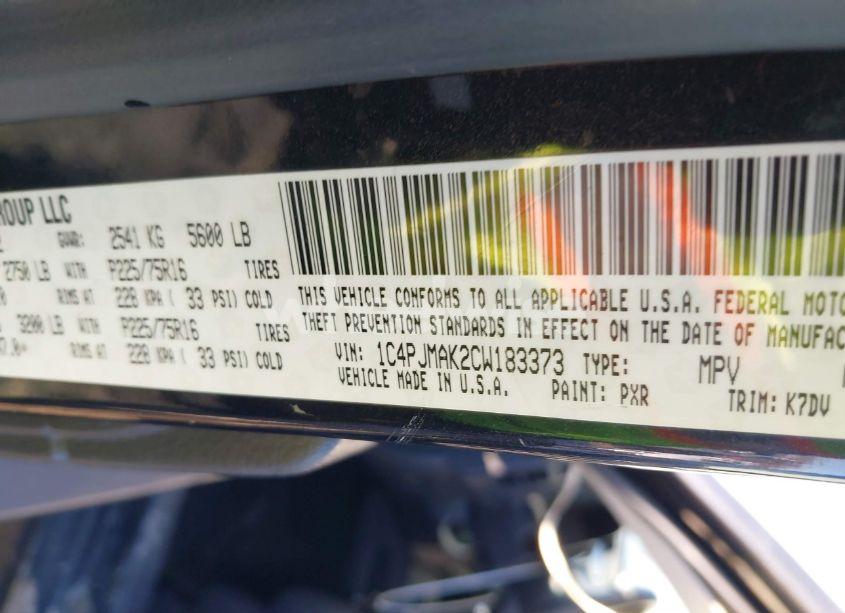 ROUP LLC
GVWR: 2541 KG 5600 LB
2750 LB WITH P225/75R16 TIRES
RIMS AT 228 KPA ( 33 PSI) COLD
3200 LB WITH P225/75R16 TIRES
RIMS AT 228 KPA ( 33 PSI) COLD
THIS VEHICLE CONFORMS TO ALL APPLICABLE U.S.A. FEDERAL MOTO
THEFT PREVENTION STANDARDS IN EFFECT ON THE DATE OF MANUFAC
VIN: 1C4PJMAK2CW183373 TYPE: MPV
VEHICLE MADE IN U.S.A. PAINT: PXR TRIM: K7DV